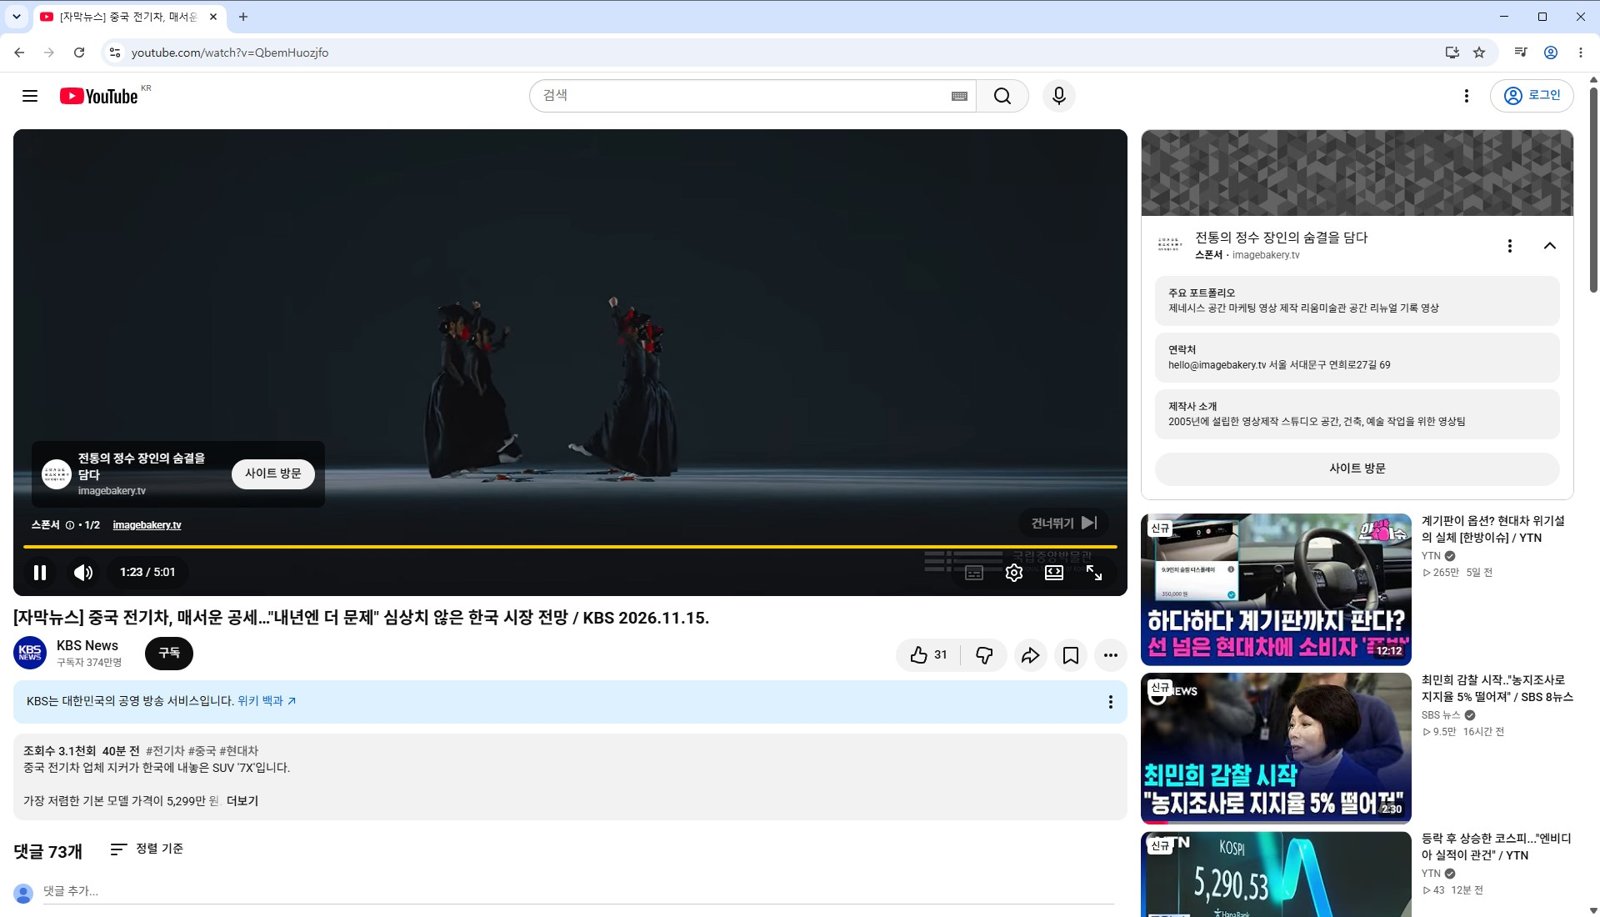 [자막뉴스] 중국 전기차, 매서운
youtube.com/watch?v=QbemHuozjfo
YouTube KR
검색
로그인
전통의 정수 장인의 숨결을 담다
imagebakery.tv
사이트 방문
스폰서 · 1/2 imagebakery.tv
건너뛰기
국립중앙박물관
1:23 / 5:01
[자막뉴스] 중국 전기차, 매서운 공세..."내년엔 더 문제" 심상치 않은 한국 시장 전망 / KBS 2026.11.15.
KBS NEWS
KBS News
구독자 374만명
구독
31
KBS는 대한민국의 공영 방송 서비스입니다. 위키 백과
조회수 3.1천회 40분 전 #전기차 #중국 #현대차
중국 전기차 업체 지커가 한국에 내놓은 SUV '7X'입니다.
가장 저렴한 기본 모델 가격이 5,299만 원. 더보기
댓글 73개
정렬 기준
댓글 추가...
전통의 정수 장인의 숨결을 담다
스폰서 · imagebakery.tv
주요 포트폴리오
제네시스 공간 마케팅 영상 제작 리움미술관 공간 리뉴얼 기록 영상
연락처
hello@imagebakery.tv 서울 서대문구 연희로27길 69
제작사 소개
2005년에 설립한 영상제작 스튜디오 공간, 건축, 예술 작업을 위한 영상팀
사이트 방문
신규
350,000 원
하다하다 계기판까지 판다?
선 넘은 현대차에 소비자
12:12
계기판이 옵션? 현대차 위기설
의 실체 [한방이슈] / YTN
YTN
265만 5일 전
신규
NEWS
최민희 감찰 시작
"농지조사로 지지율 5% 떨어져"
2:30
최민희 감찰 시작.."농지조사로
지지율 5% 떨어져" / SBS 8뉴스
SBS 뉴스
9.5만 16시간 전
신규
YTN
KOSPI
5,290.53
HanaBank
등락 후 상승한 코스피..."엔비디
아 실적이 관건" / YTN
YTN
43 12분 전